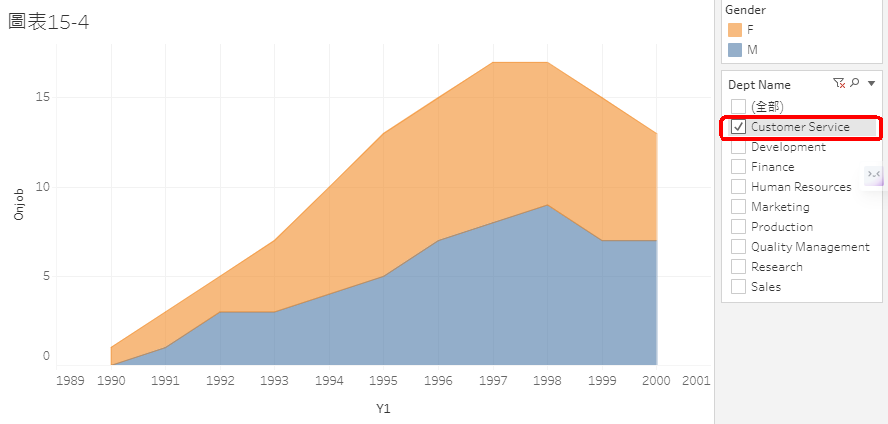 圖表15-4
15
10
5
0
Onjob
1989 1990 1991 1992 1993 1994 1995 1996 1997 1998 1999 2000 2001
Y1
Gender
F
M
Dept Name
(全部)
Customer Service
Development
Finance
Human Resources
Marketing
Production
Quality Management
Research
Sales